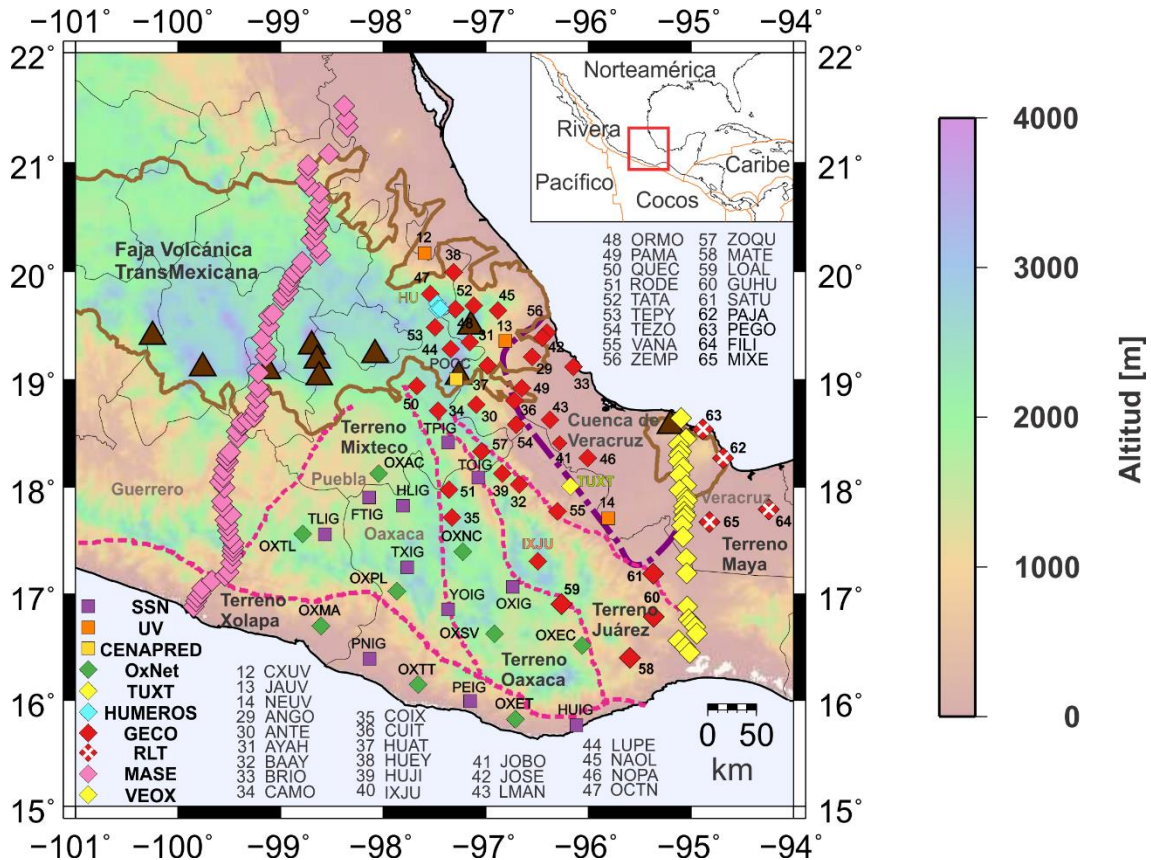 −101 −100 −99 −98 −97 −96 −95 −94
22˚ 22˚
21˚ 21˚
20˚ 20˚
19˚ 19˚
18˚ 18˚
17˚ 17˚
16˚ 16˚
15˚ 15˚
−101˚ −100˚ −99˚ −98˚ −97˚ −96˚ −95˚ −94˚
Norteamérica
Rivera
Caribe
Pacífico
Cocos
48 ORMO 57 ZOQU
49 PAMA 58 MATE
50 QUEC 59 LOAL
51 RODE 60 GUHU
52 TATA 61 SATU
53 TEPY 62 PAJA
54 TEZO 63 PEGO
55 VANA 64 FILI
56 ZEMP 65 MIXE
Faja Volcánica
TransMexicana
12
38
47
HU
52
45
48
56
13
53
44
31
42
POOC
29
37
33
50
34
30
49
36
43
54
Terreno
Mixteco
TPIG
Cuenca de
Veracruz
63
62
57
41
46
OXAC
TOIG
TUXT
Puebla
Guerrero
HLIG
FTIG
51
39
32
55
14
Veracruz
65
64
TLIG
OXTL
35
Oaxaca
OXNC
TXIG
IXJU
Terreno
Maya
OXPL
61
YOIG
OXIG
59
60
Terreno
Xolapa
OXMA
OXSV
OXEC
Terreno
Juárez
58
PNIG
OXTT
Terreno
Oaxaca
PEIG
OXET
HUIG
SSN
UV
CENAPRED
OxNet
TUXT
HUMEROS
GECO
RLT
MASE
VEOX
12 CXUV
13 JAUV
14 NEUV
29 ANGO
30 ANTE
31 AYAH
32 BAAY
33 BRIO
34 CAMO
35 COIX
36 CUIT
37 HUAT
38 HUEY
39 HUJI
40 IXJU
41 JOBO
42 JOSE
43 LMAN
44 LUPE
45 NAOL
46 NOPA
47 OCTN
0 50
km
4000
3000
2000
1000
0
Altitud [m]